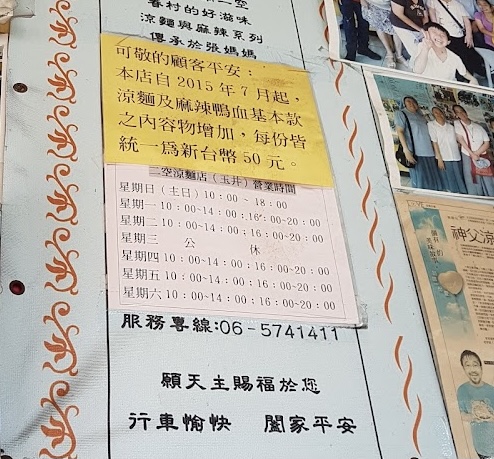 眷村的好滋味
涼麵與麻辣系列
傳承於張媽媽
可敬的顧客平安：
本店自2015年7月起，
涼麵及麻辣鴨血基本款
之內容物增加，每份皆
統一為新台幣50元。
二空涼麵店（玉井）營業時間
星期日（主日）10：00～18：00
星期一10：00~14：00；16：00~20：00
星期二10：00~14：00；16：00~20：00
星期三 公 休
星期四10：00~14：00；16：00~20：00
星期五10：00~14：00；16：00~20：00
星期六10：00~14：00；16：00~20：00
服務專線:06-5741411
願天主賜福於您
行車愉快 闔家平安
神父涼